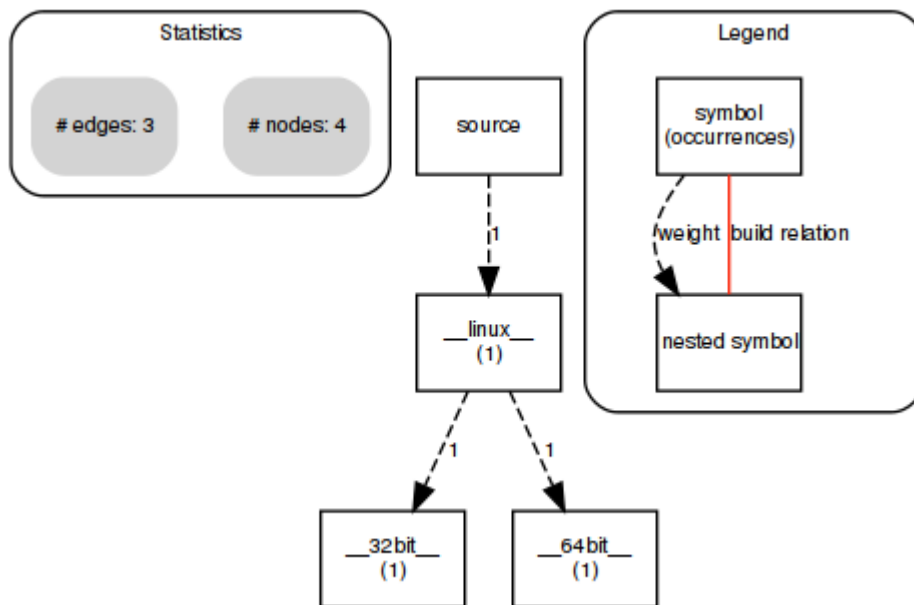 Statistics
# edges: 3
# nodes: 4
source
1
__linux__
(1)
1
1
__32bit__
(1)
__64bit__
(1)
Legend
symbol
(occurrences)
weight
build relation
nested symbol